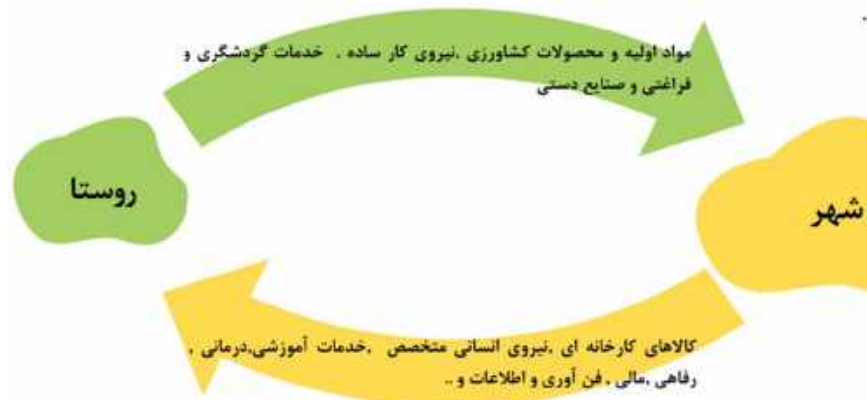 مواد اولیه و محصولات کشاورزی ,نیروی کار ساده , خدمات گردشگری و
فراغتی و صنایع دستی
روستا
شهر
کالاهای کارخانه ای ,نیروی انسانی متخصص ,خدمات آموزشی,درمانی ,
رفاهی ,مالی , فن آوری و اطلاعات و ..